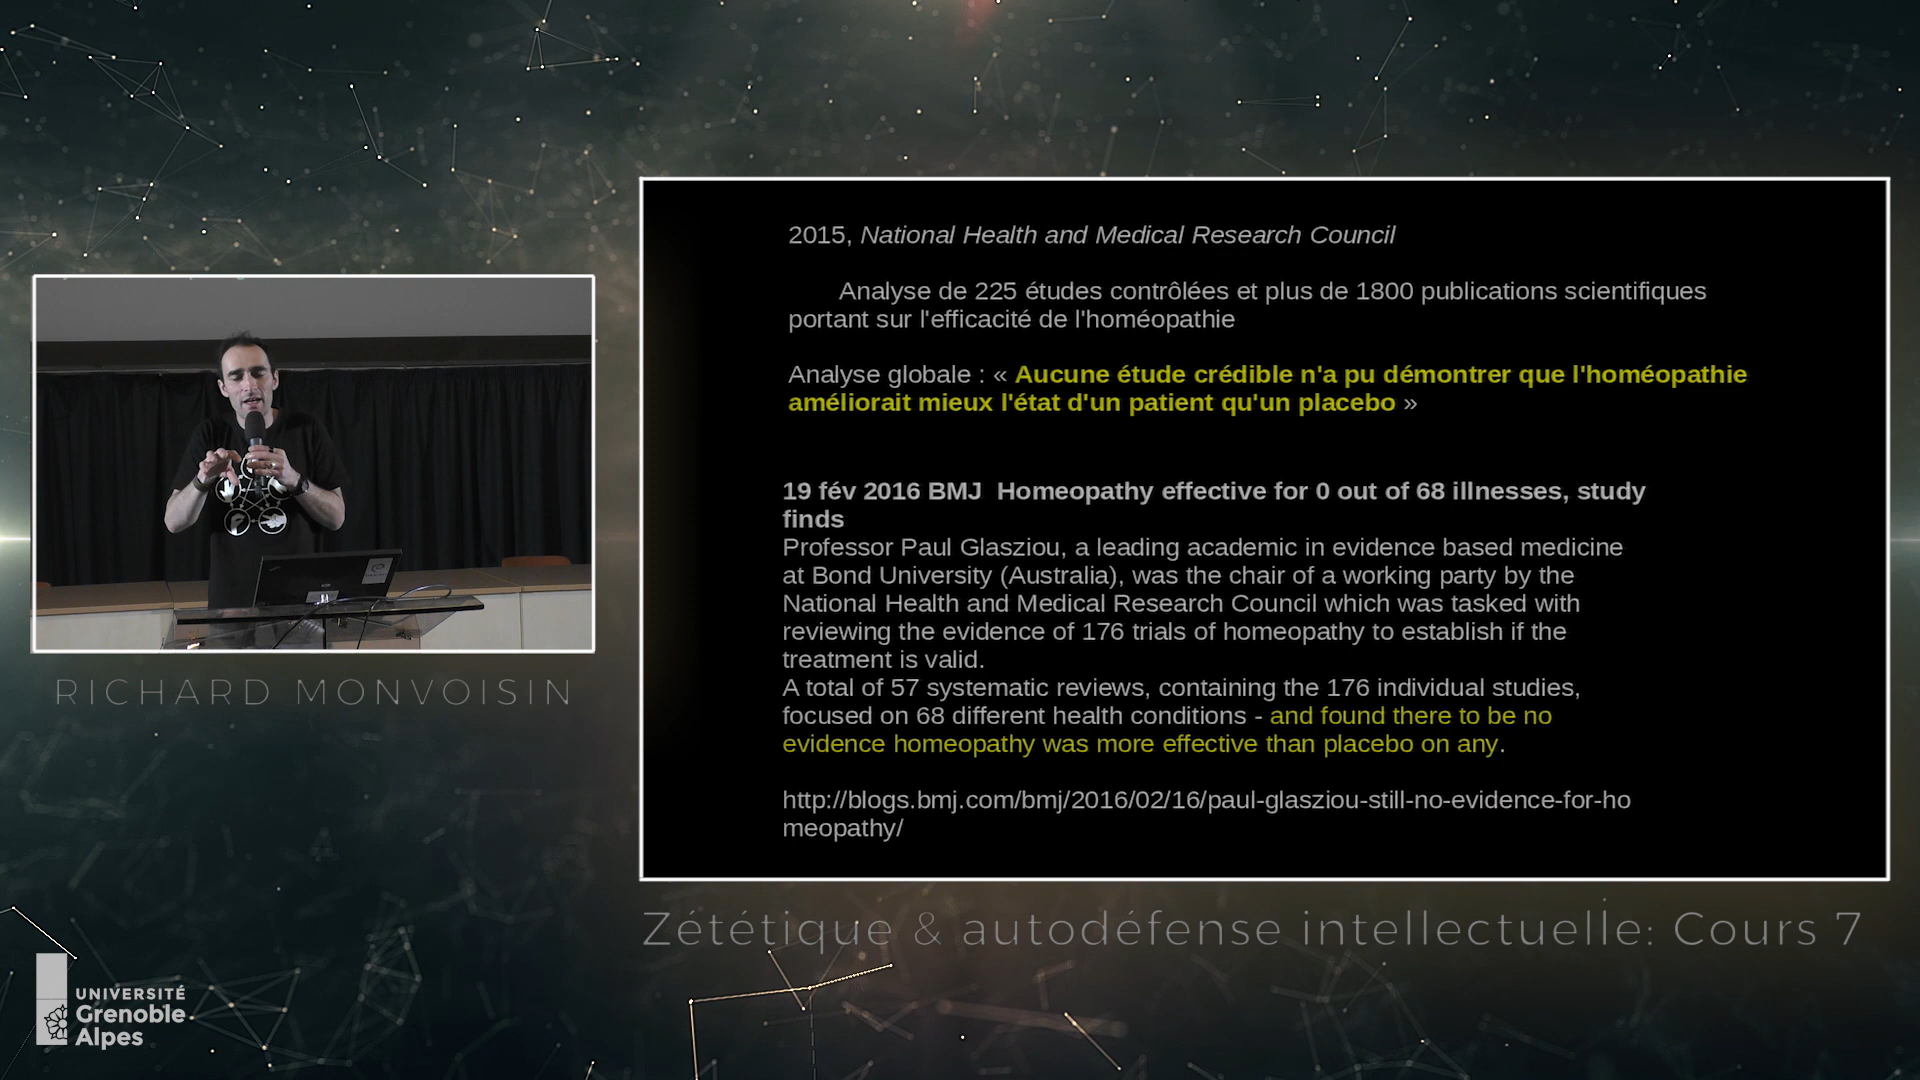 2015, National Health and Medical Research Council
Analyse de 225 études contrôlées et plus de 1800 publications scientifiques
portant sur l'efficacité de l'homéopathie
Analyse globale : « Aucune étude crédible n'a pu démontrer que l'homéopathie
améliorait mieux l'état d'un patient qu'un placebo »
19 fév 2016 BMJ  Homeopathy effective for 0 out of 68 illnesses, study
finds
Professor Paul Glasziou, a leading academic in evidence based medicine
at Bond University (Australia), was the chair of a working party by the
National Health and Medical Research Council which was tasked with
reviewing the evidence of 176 trials of homeopathy to establish if the
treatment is valid.
A total of 57 systematic reviews, containing the 176 individual studies,
focused on 68 different health conditions - and found there to be no
evidence homeopathy was more effective than placebo on any.
http://blogs.bmj.com/bmj/2016/02/16/paul-glasziou-still-no-evidence-for-ho
meopathy/
RICHARD MONVOISIN
Zététique & autodéfense intellectuelle: Cours 7
UNIVERSITÉ
Grenoble
Alpes